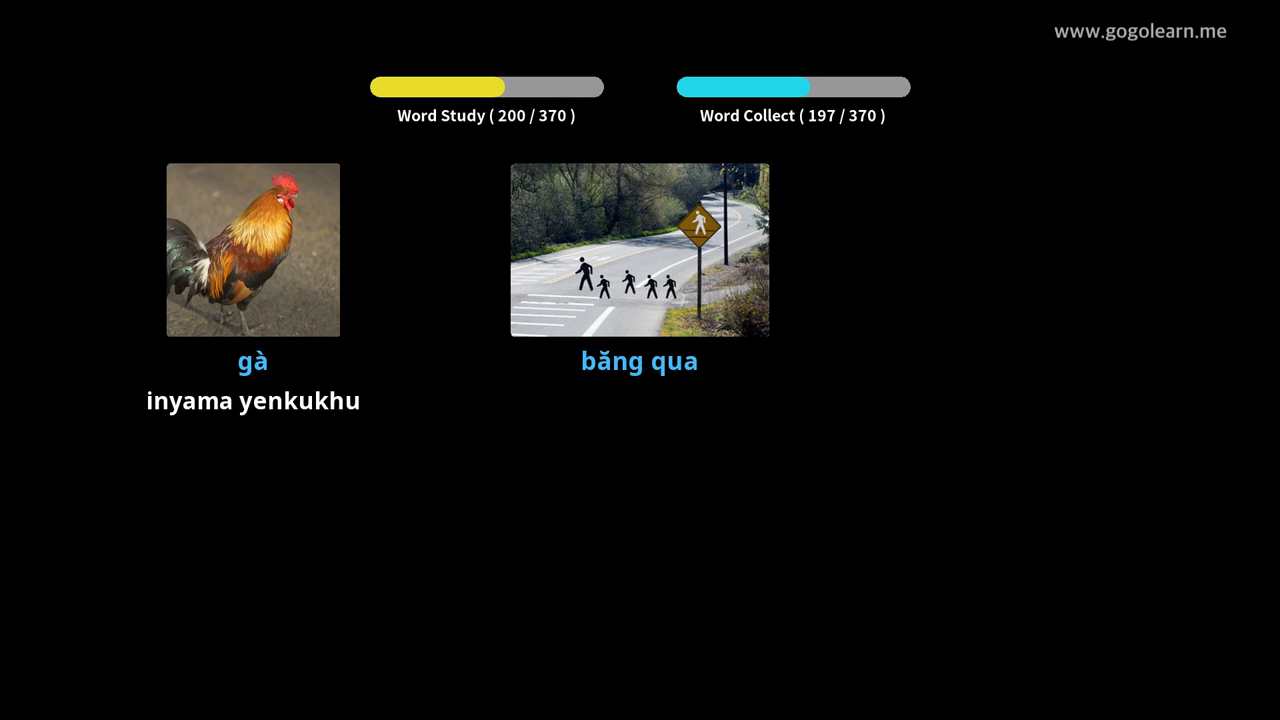 www.gogolearn.me
Word Study ( 200 / 370 )
Word Collect ( 197 / 370 )
gà
băng qua
inyama yenkukhu